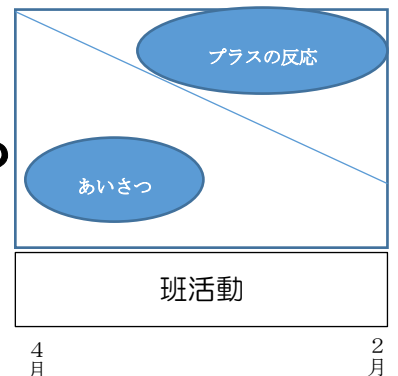 プラスの反応
あいさつ
班活動
４月
２月